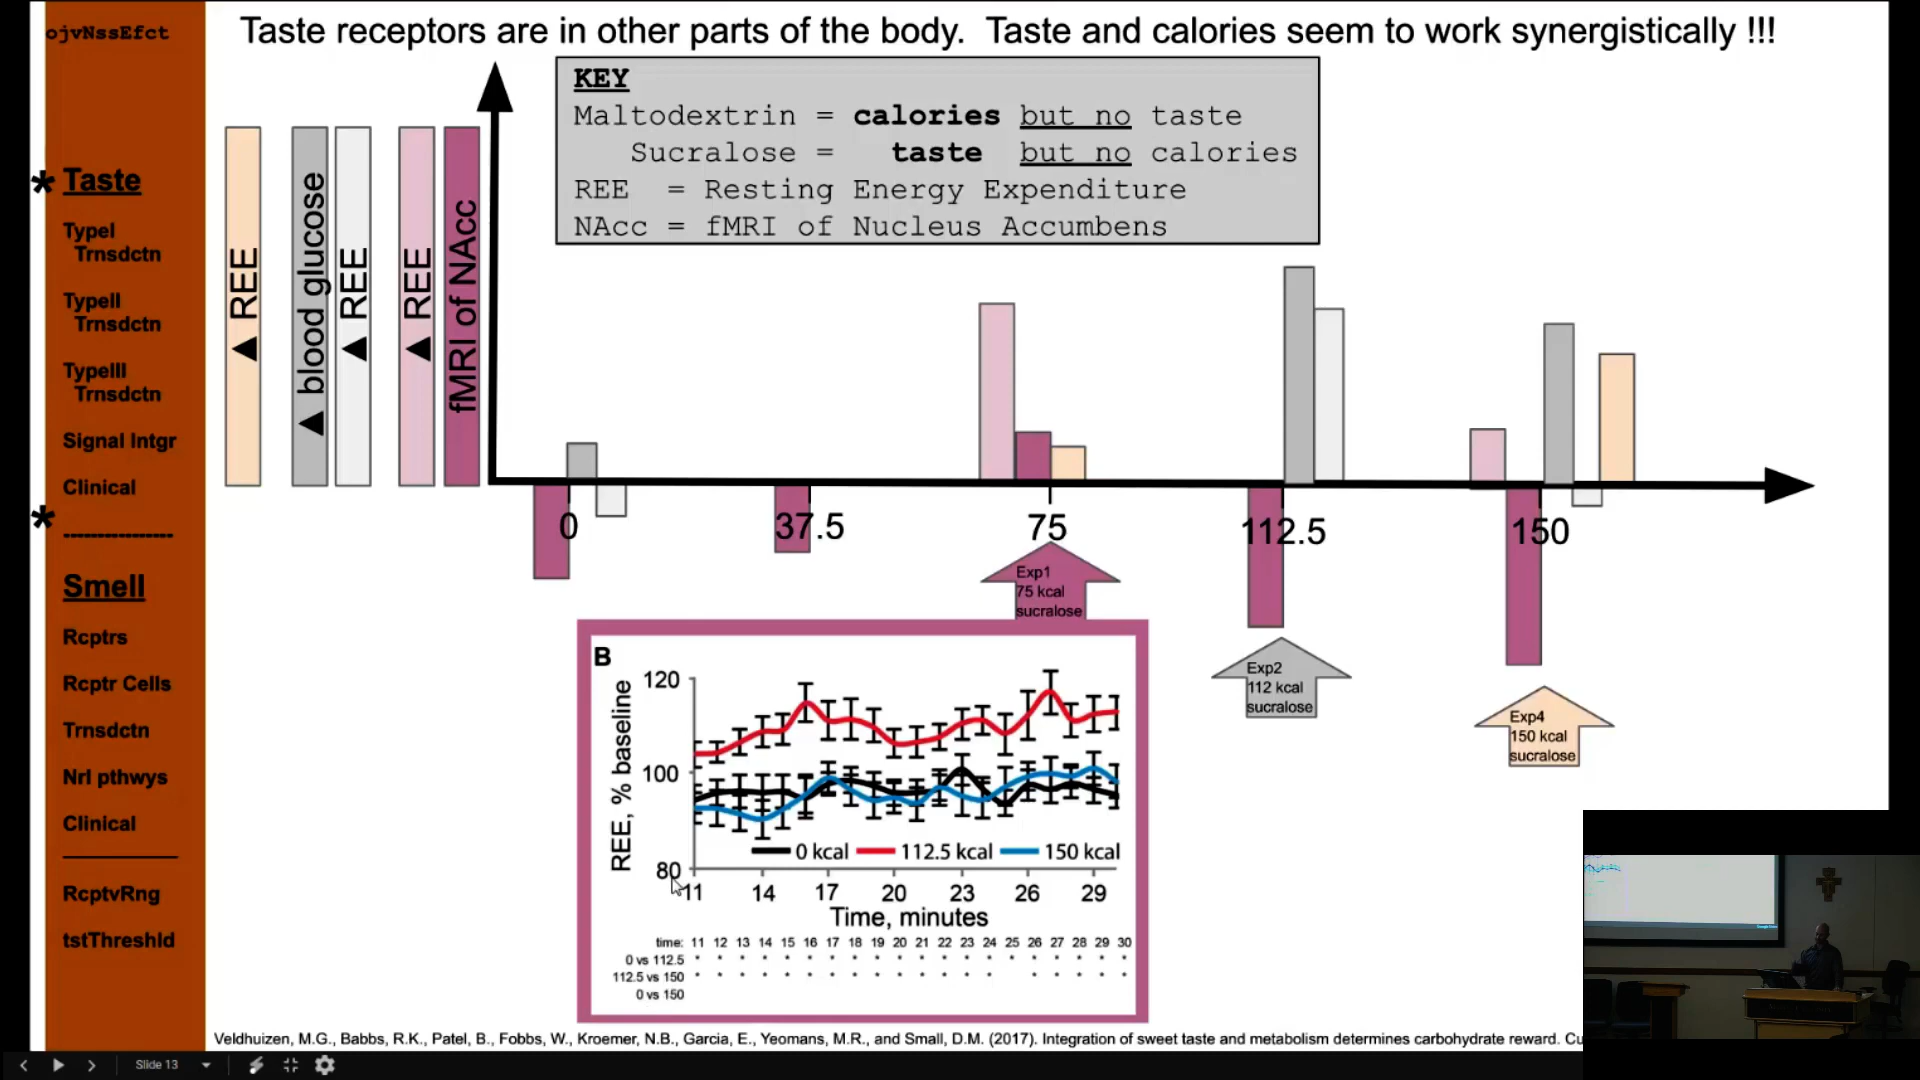 ojvNssEfct
Taste receptors are in other parts of the body. Taste and calories seem to work synergistically !!!
* Taste
TypeI
Trnsdctn
TypeII
Trnsdctn
TypeIII
Trnsdctn
Signal Intgr
Clinical
*
----------------
Smell
Rcptrs
Rcptr Cells
Trnsdctn
Nrl pthwys
Clinical
RcptvRng
tstThreshld
▲ REE
▲ blood glucose
▲ REE
▲ REE
fMRI of NAcc
KEY
Maltodextrin = calories but no taste
Sucralose = taste but no calories
REE = Resting Energy Expenditure
NAcc = fMRI of Nucleus Accumbens
0 37.5 75 112.5 150
Exp1
75 kcal
sucralose
Exp2
112 kcal
sucralose
Exp4
150 kcal
sucralose
B
REE, % baseline
120
100
80
0 kcal 112.5 kcal 150 kcal
11 14 17 20 23 26 29
Time, minutes
time: 11 12 13 14 15 16 17 18 19 20 21 22 23 24 25 26 27 28 29 30
0 vs 112.5 * * * * * * * * * * * * * * * * * * * *
112.5 vs 150 * * * * * * * * * * * * * * * * * * *
0 vs 150
Veldhuizen, M.G., Babbs, R.K., Patel, B., Fobbs, W., Kroemer, N.B., Garcia, E., Yeomans, M.R., and Small, D.M. (2017). Integration of sweet taste and metabolism determines carbohydrate reward. Cu
Slide 13